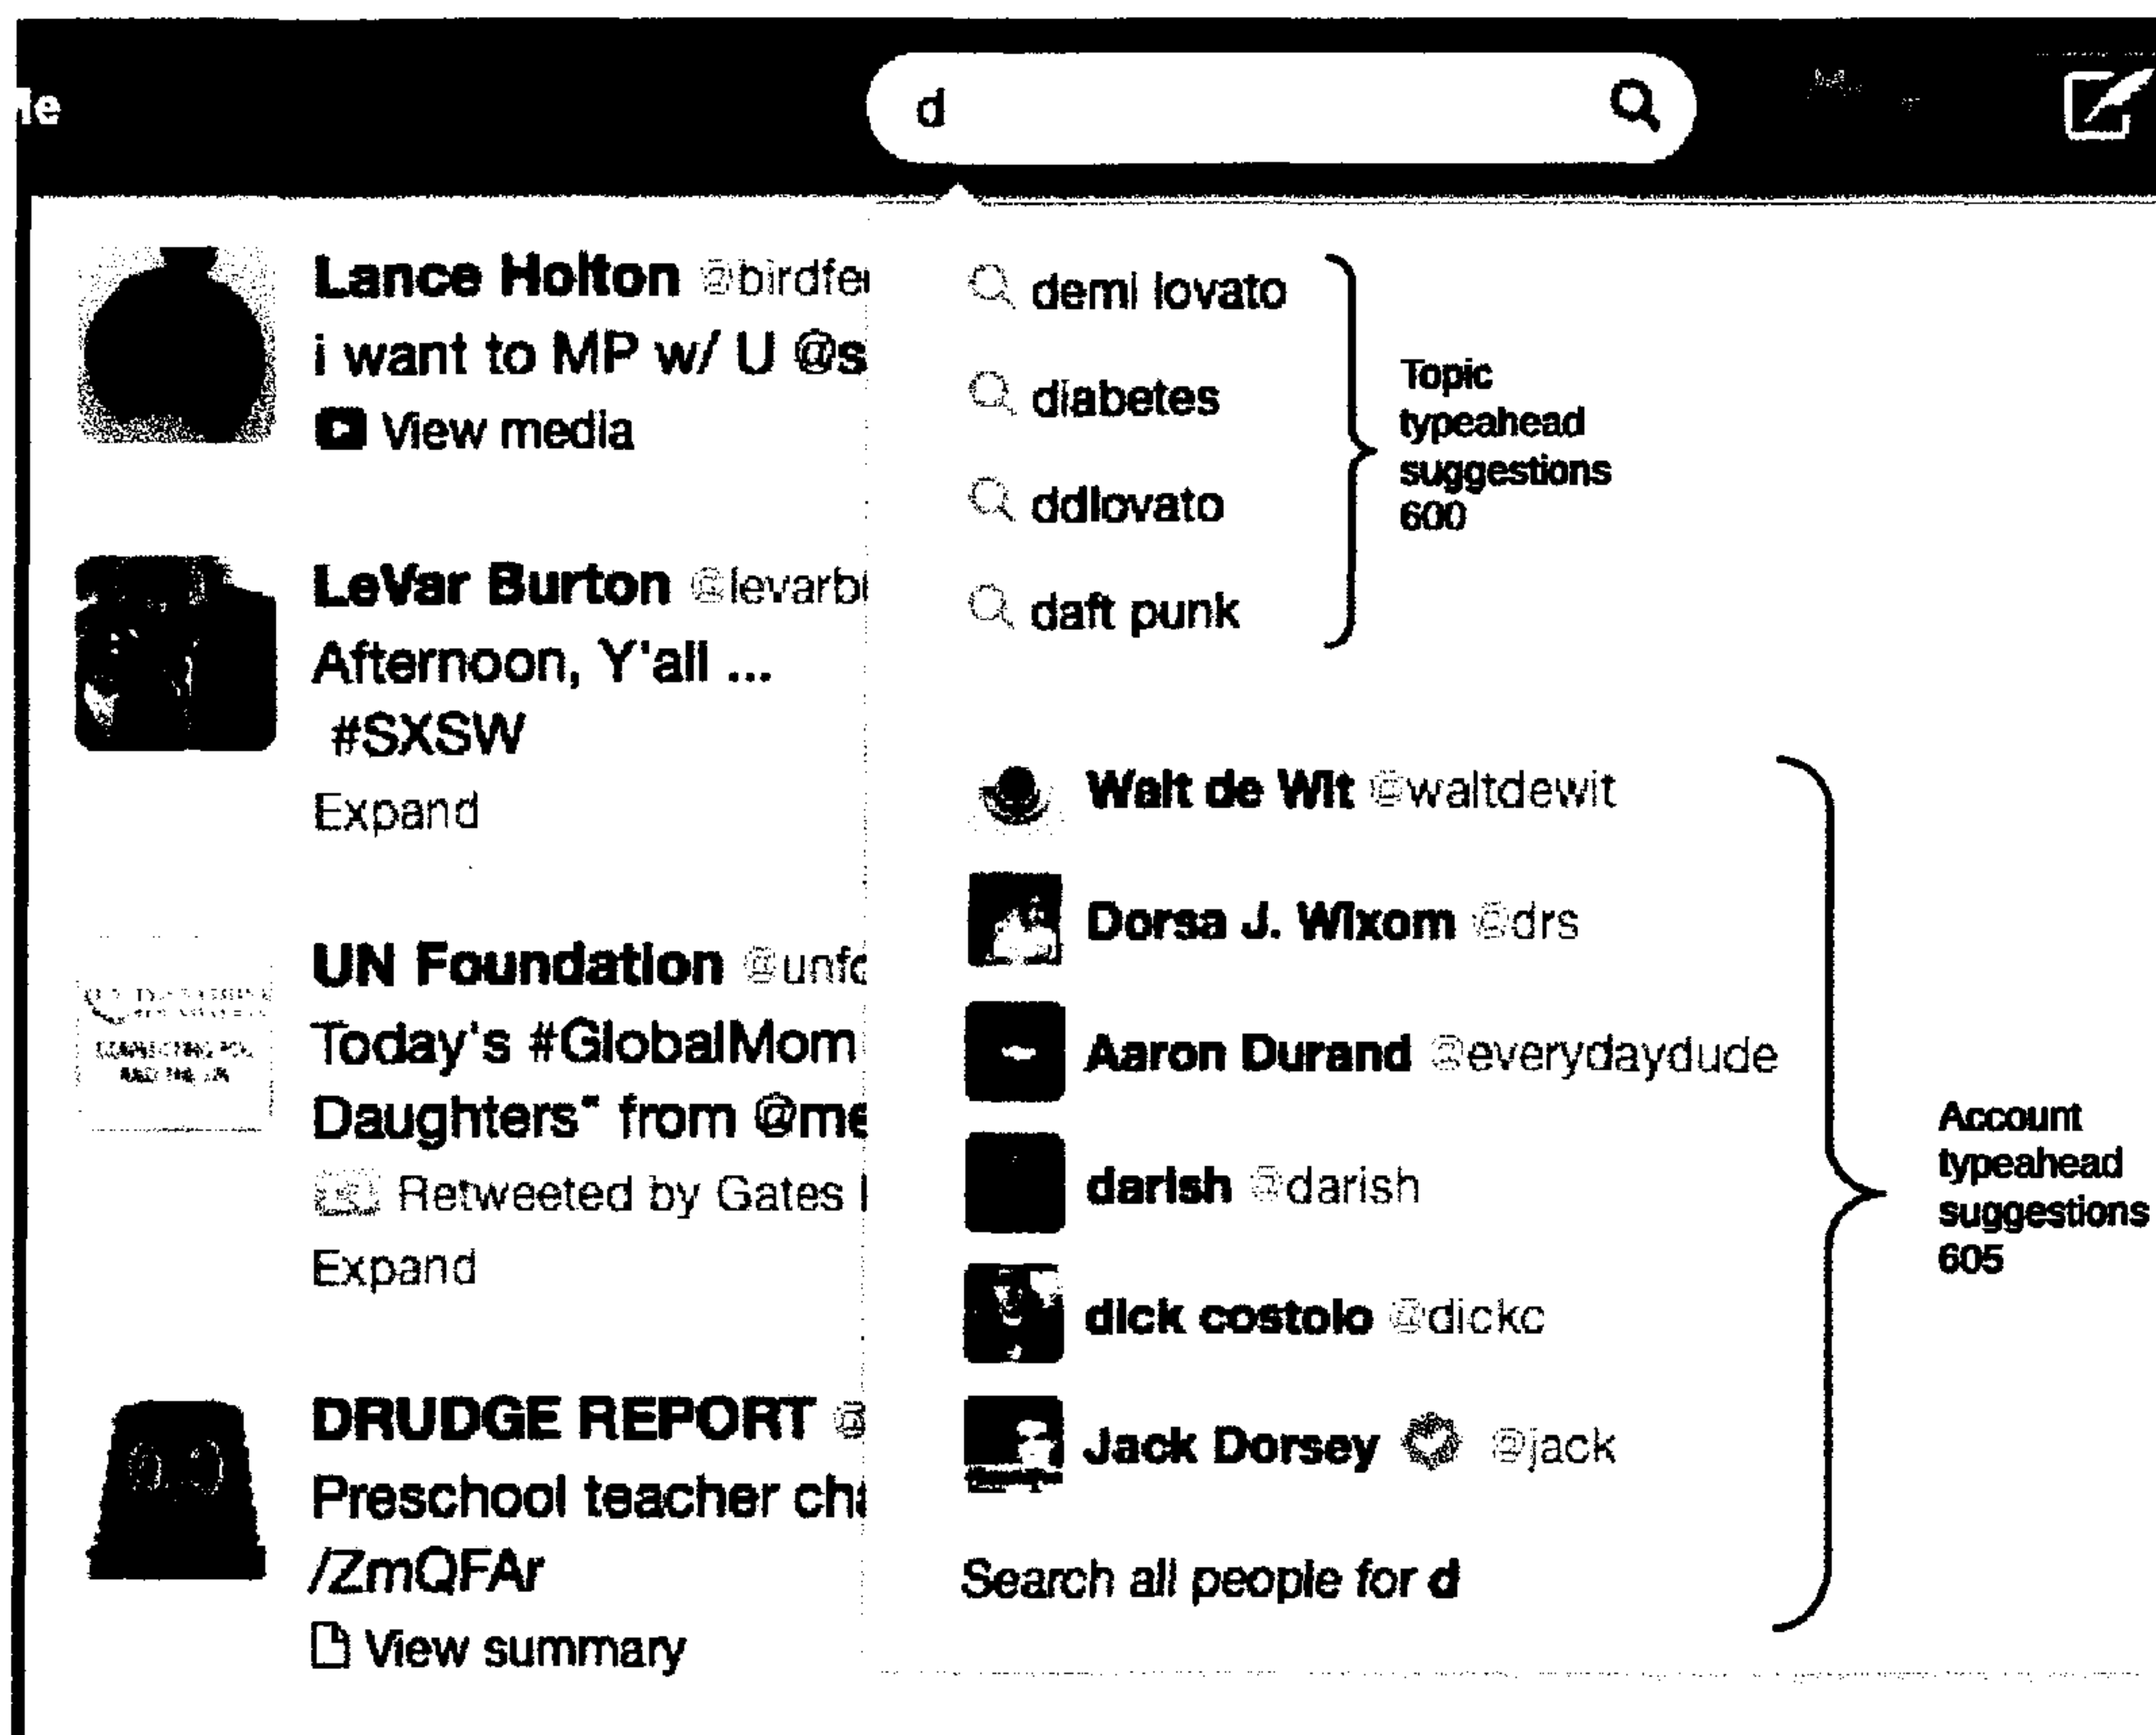 d
Lance Holton @birdfe
i want to MP w/ U @s
View media
LeVar Burton @levarb
Afternoon, Y'all ...
#SXSW
Expand
UN Foundation @unfo
Today's #GlobalMom
Daughters" from @me
Retweeted by Gates
Expand
DRUDGE REPORT @
Preschool teacher cha
/ZmQFAr
View summary
demi lovato
diabetes
ddlovato
daft punk
Topic
typeahead
suggestions
600
Walt de Wit @waltdewit
Dorsa J. Wixom @drs
Aaron Durand @everydaydude
darish @darish
dick costolo @dickc
Jack Dorsey @jack
Search all people for d
Account
typeahead
suggestions
605